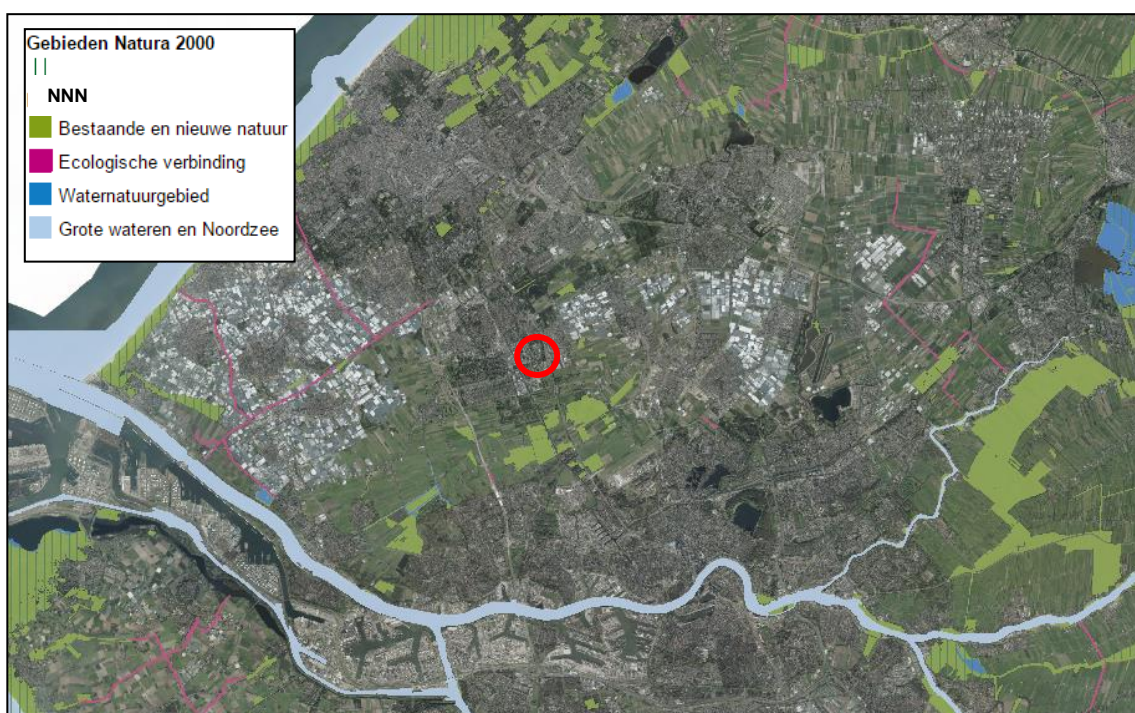 Gebieden Natura 2000
NNN
Bestaande en nieuwe natuur
Ecologische verbinding
Waternatuurgebied
Grote wateren en Noordzee